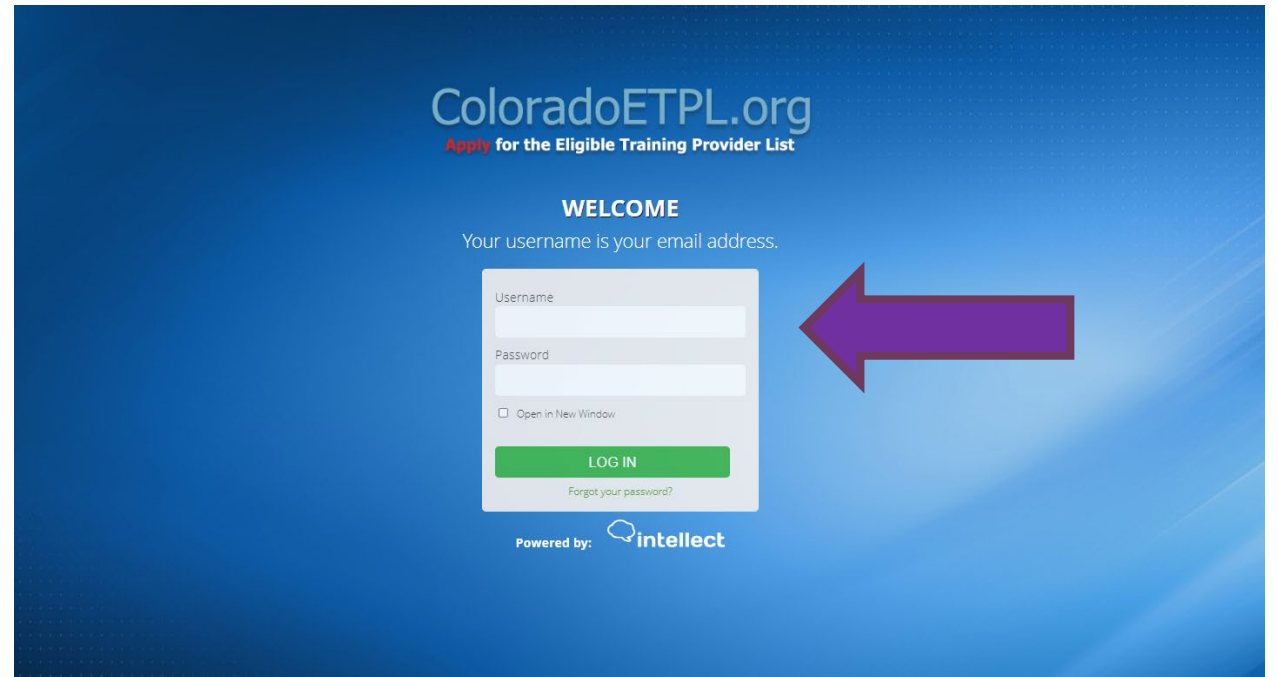 ColoradoETPL.org
Apply for the Eligible Training Provider List
WELCOME
Your username is your email address.
Username
Password
Open in New Window
LOG IN
Forgot your password?
Powered by: intellect